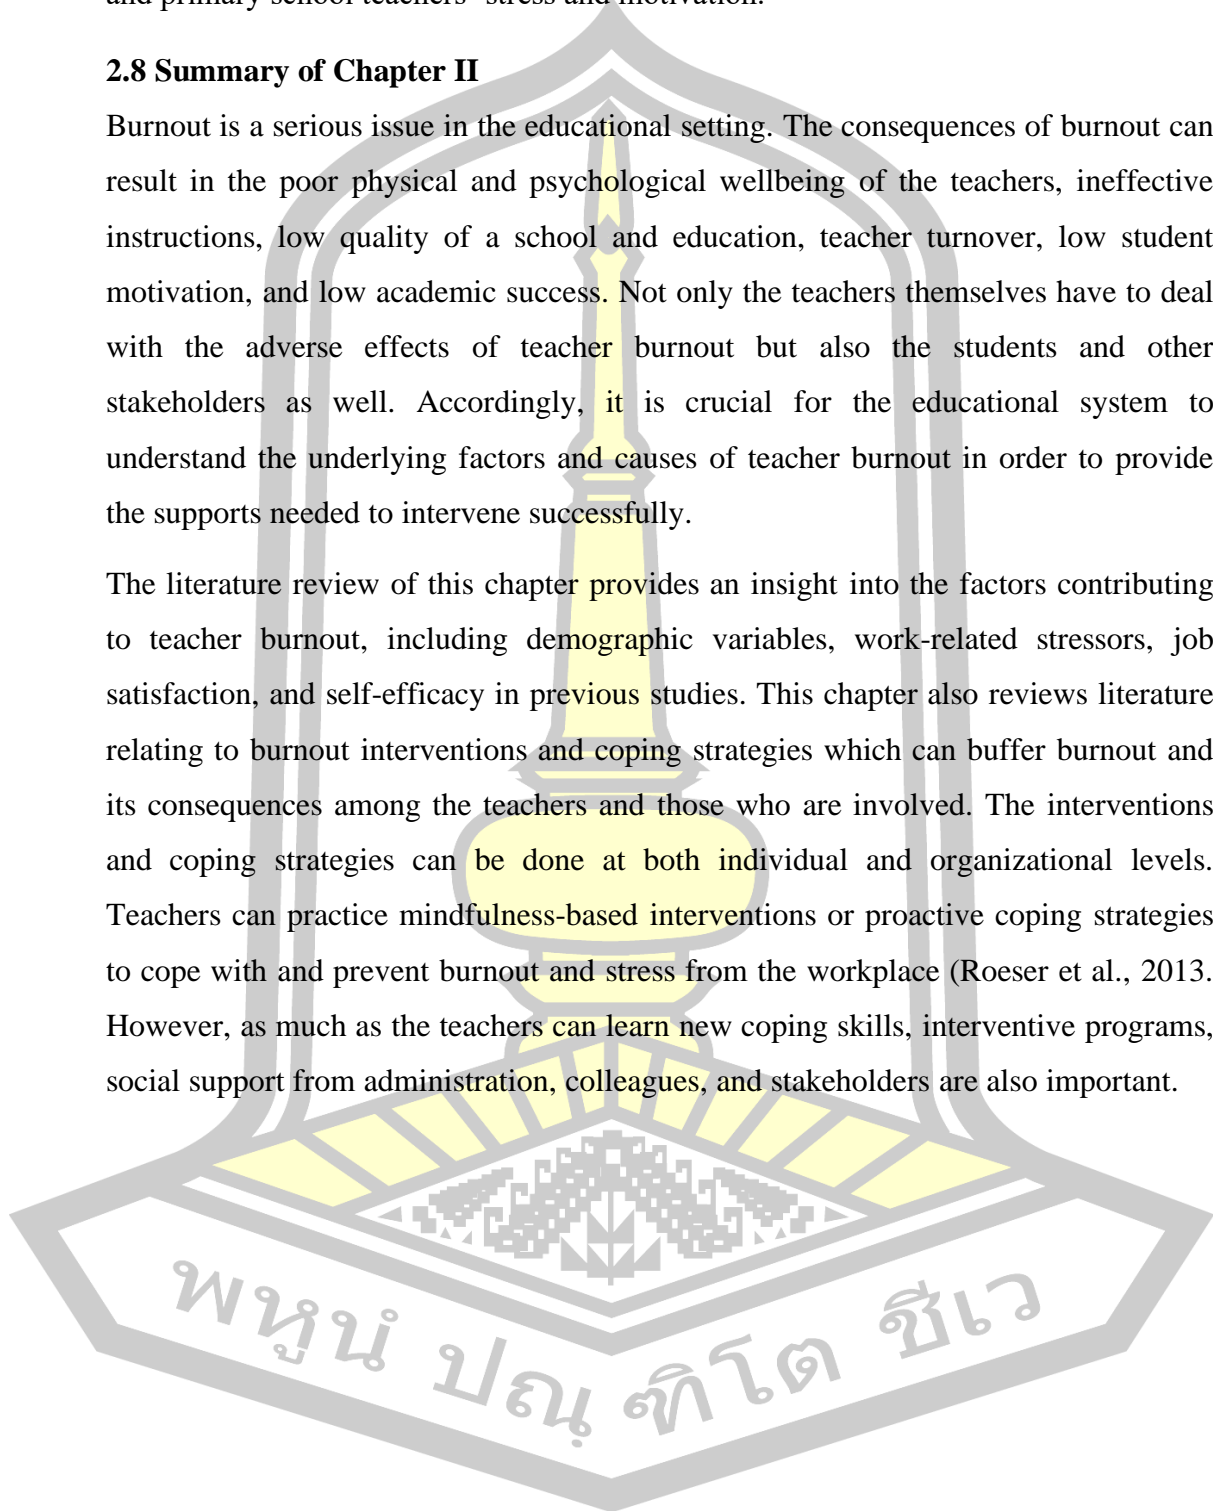 and primary school teachers' stress and motivation.
2.8 Summary of Chapter II
Burnout is a serious issue in the educational setting. The consequences of burnout can
result in the poor physical and psychological wellbeing of the teachers, ineffective
instructions, low quality of a school and education, teacher turnover, low student
motivation, and low academic success. Not only the teachers themselves have to deal
with the adverse effects of teacher burnout but also the students and other
stakeholders as well. Accordingly, it is crucial for the educational system to
understand the underlying factors and causes of teacher burnout in order to provide
the supports needed to intervene successfully.
The literature review of this chapter provides an insight into the factors contributing
to teacher burnout, including demographic variables, work-related stressors, job
satisfaction, and self-efficacy in previous studies. This chapter also reviews literature
relating to burnout interventions and coping strategies which can buffer burnout and
its consequences among the teachers and those who are involved. The interventions
and coping strategies can be done at both individual and organizational levels.
Teachers can practice mindfulness-based interventions or proactive coping strategies
to cope with and prevent burnout and stress from the workplace (Roeser et al., 2013.
However, as much as the teachers can learn new coping skills, interventive programs,
social support from administration, colleagues, and stakeholders are also important.
พหูนํ ปณฺ ฑิโต ชีเว